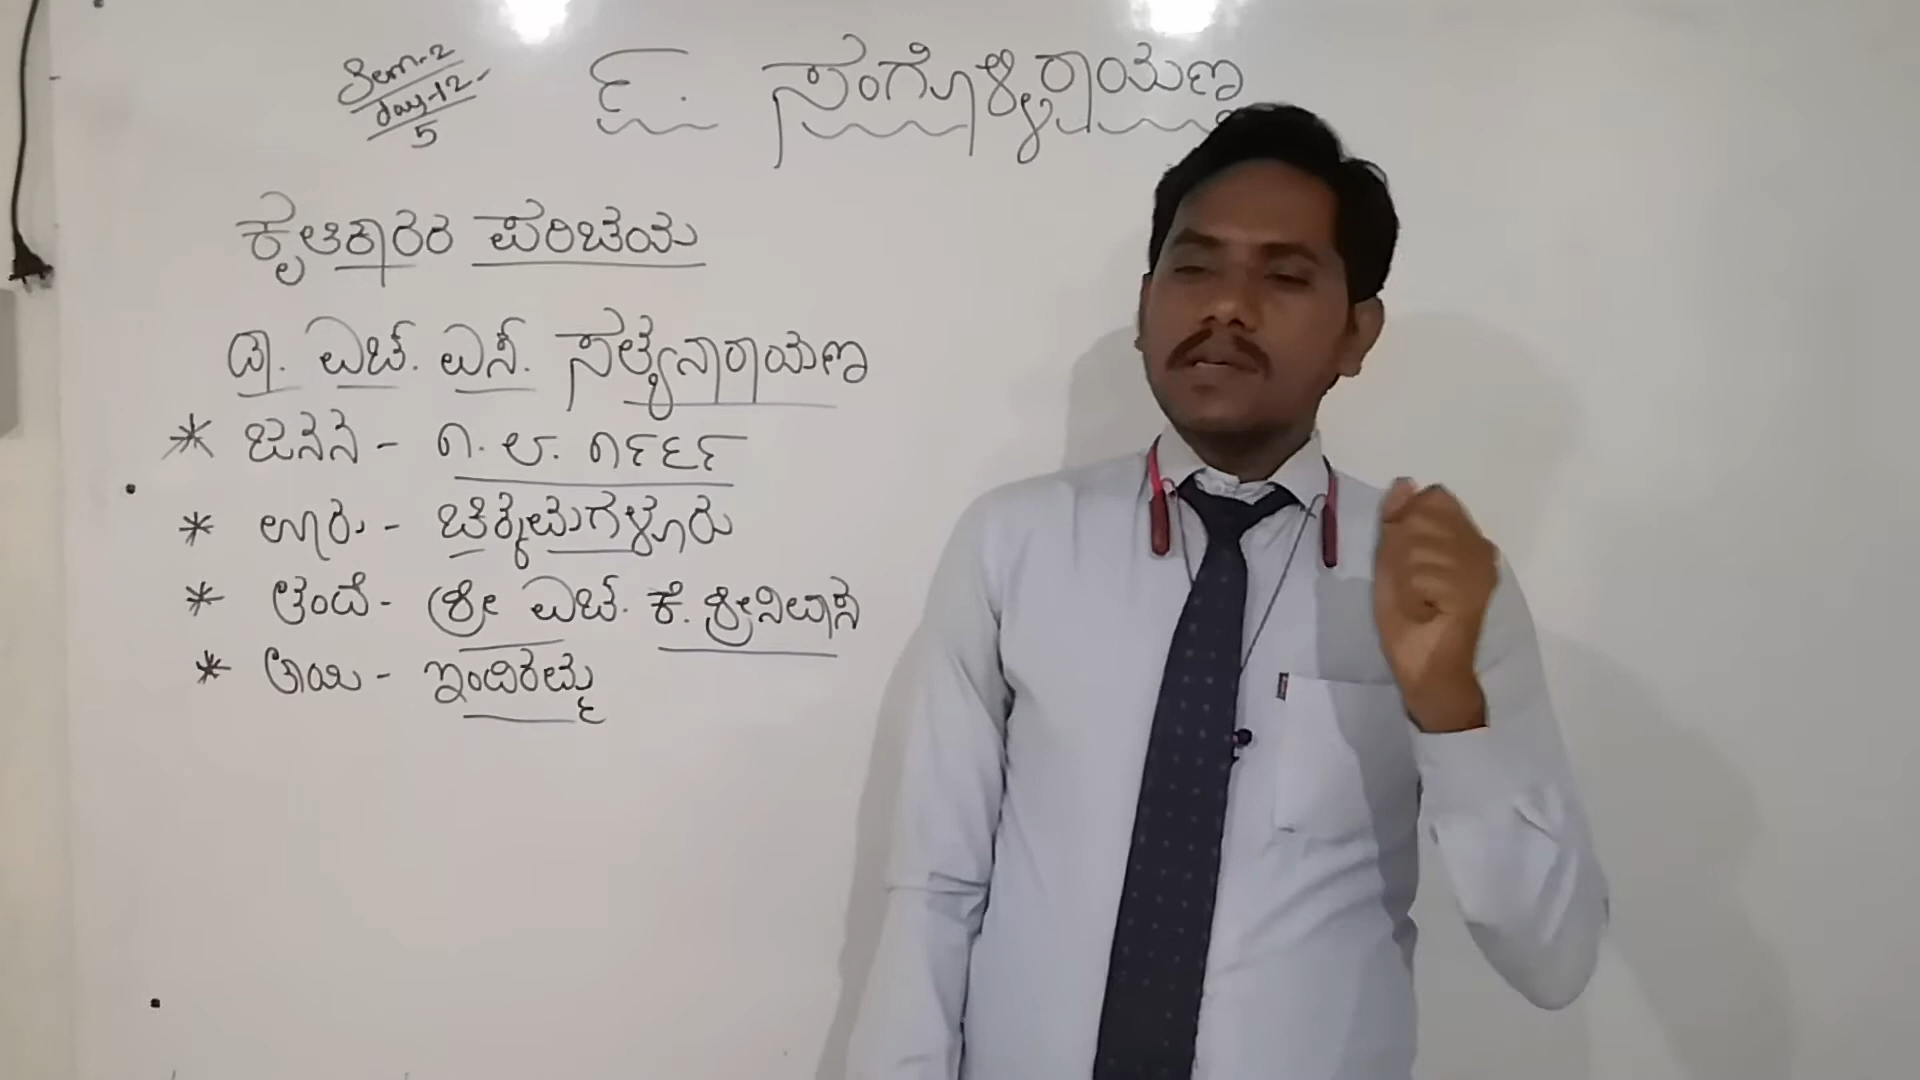 Sem-2
day-12
5
೯. ಸಂಗೊಳ್ಳಿರಾಯಣ್ಣ
ಕೃತಿಕಾರರ ಪರಿಚಯ
ಡಾ. ಎಚ್. ಎಸ್. ಸತ್ಯನಾರಾಯಣ
* ಜನನ - ೧. ೮. ೧೯೬೯
* ಊರು - ಚಿಕ್ಕಮಗಳೂರು
* ತಂದೆ - ಶ್ರೀ ಎಚ್. ಕೆ. ಶ್ರೀನಿವಾಸ
* ತಾಯಿ - ಇಂದಿರಮ್ಮ